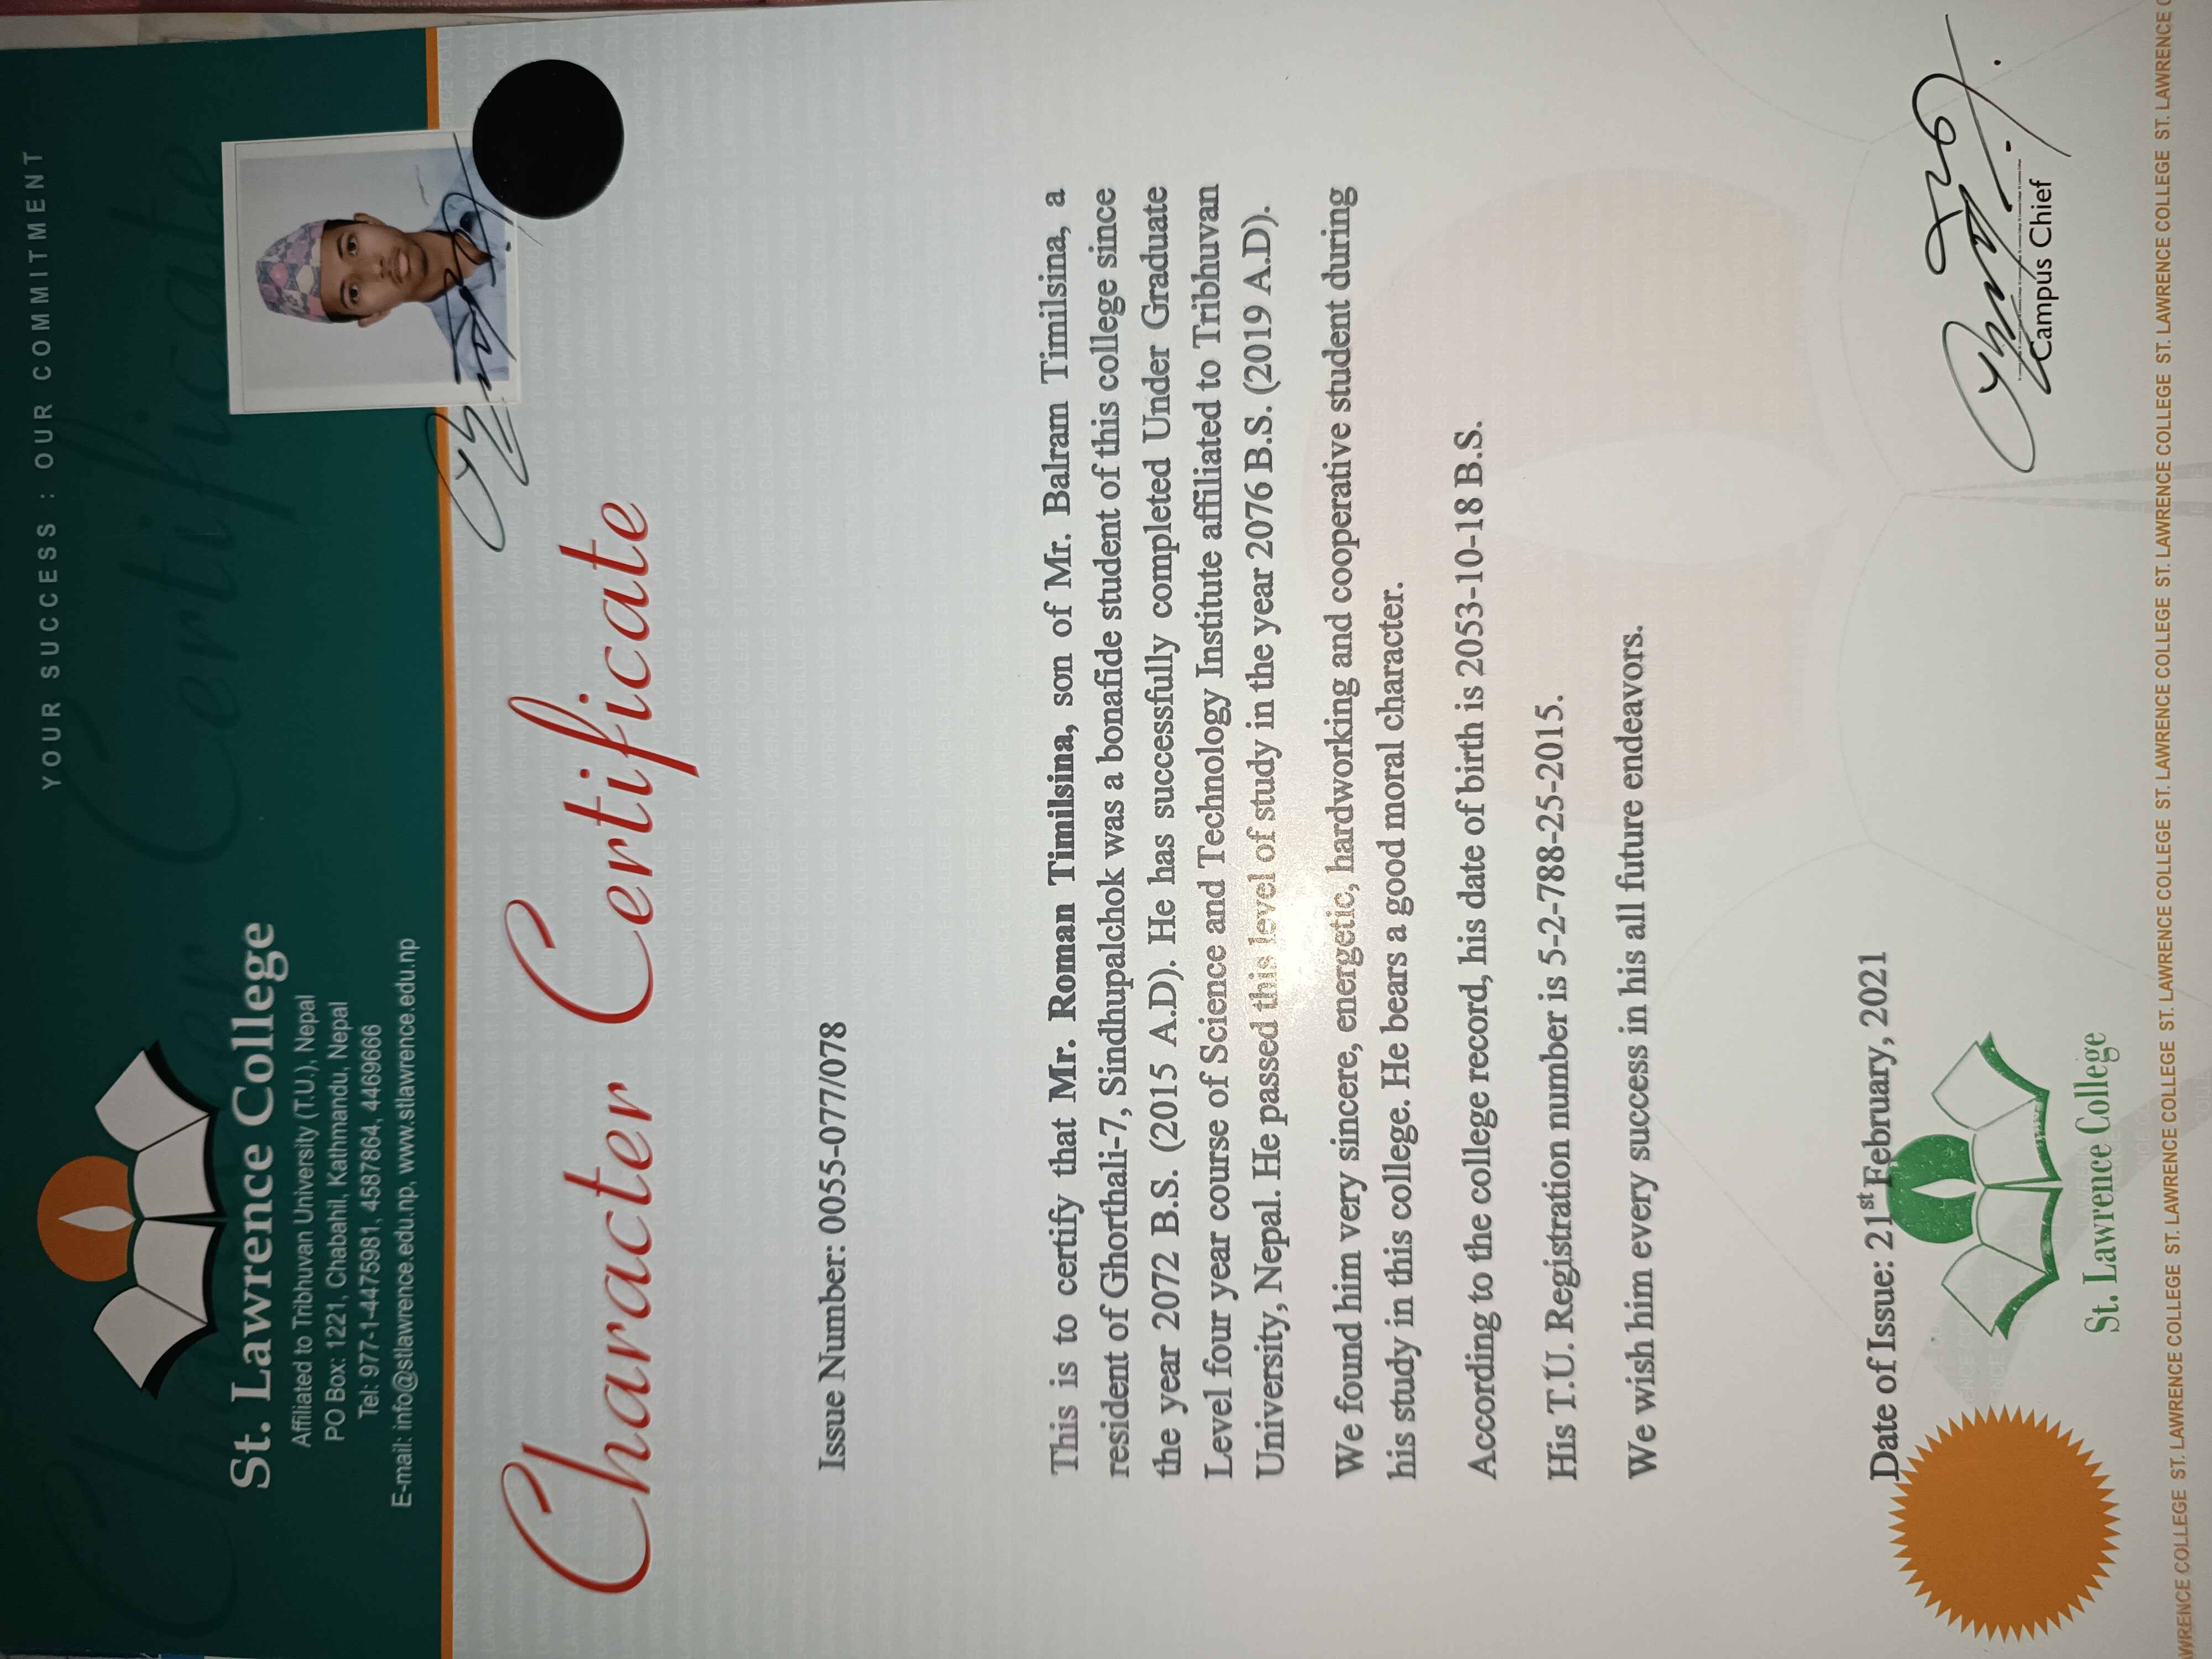 YOUR SUCCESS : OUR COMMITMENT
St. Lawrence College
Affiliated to Tribhuvan University (T.U.), Nepal
PO Box: 1221, Chabahil, Kathmandu, Nepal
Tel: 977-1-4475981, 4587864, 4469666
E-mail: info@stlawrence.edu.np, www.stlawrence.edu.np
Character Certificate
Issue Number: 0055-077/078
This is to certify that Mr. Roman Timilsina, son of Mr. Balram Timilsina, a
resident of Ghorthali-7, Sindhupalchok was a bonafide student of this college since
the year 2072 B.S. (2015 A.D). He has successfully completed Under Graduate
Level four year course of Science and Technology Institute affiliated to Tribhuvan
University, Nepal. He passed this level of study in the year 2076 B.S. (2019 A.D).
We found him very sincere, energetic, hardworking and cooperative student during
his study in this college. He bears a good moral character.
According to the college record, his date of birth is 2053-10-18 B.S.
His T.U. Registration number is 5-2-788-25-2015.
We wish him every success in his all future endeavors.
Date of Issue: 21st February, 2021
St. Lawrence College
Campus Chief
WRENCE COLLEGE ST. LAWRENCE COLLEGE ST. LAWRENCE COLLEGE ST. LAWRENCE COLLEGE ST. LAWRENCE COLLEGE ST. LAWRENCE COLLEGE ST. LAWRENCE COLLEGE ST. LAWRENCE COLLEGE ST. LAWRENCE COLLEGE ST. LAWRENCE COLLEGE ST. LAWRENCE COLLEGE ST. LAWRENCE